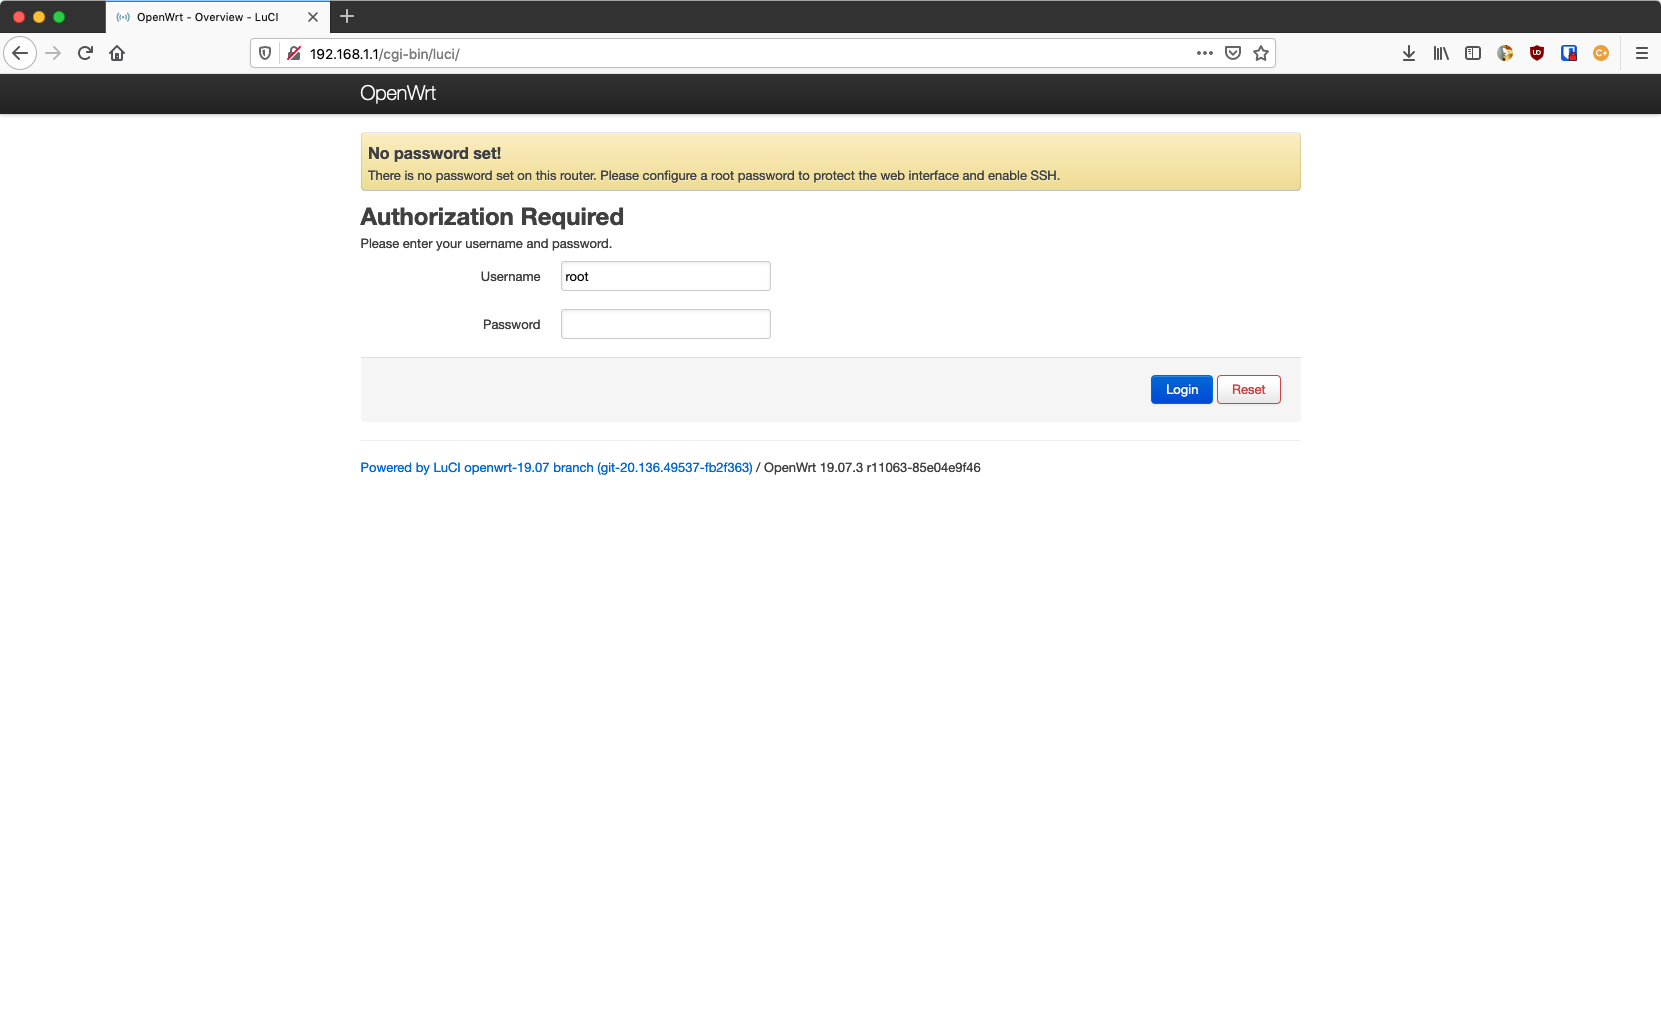 OpenWrt - Overview - LuCI
192.168.1.1/cgi-bin/luci/
OpenWrt
No password set!
There is no password set on this router. Please configure a root password to protect the web interface and enable SSH.
Authorization Required
Please enter your username and password.
Username root
Password
Login Reset
Powered by LuCI openwrt-19.07 branch (git-20.136.49537-fb2f363) / OpenWrt 19.07.3 r11063-85e04e9f46